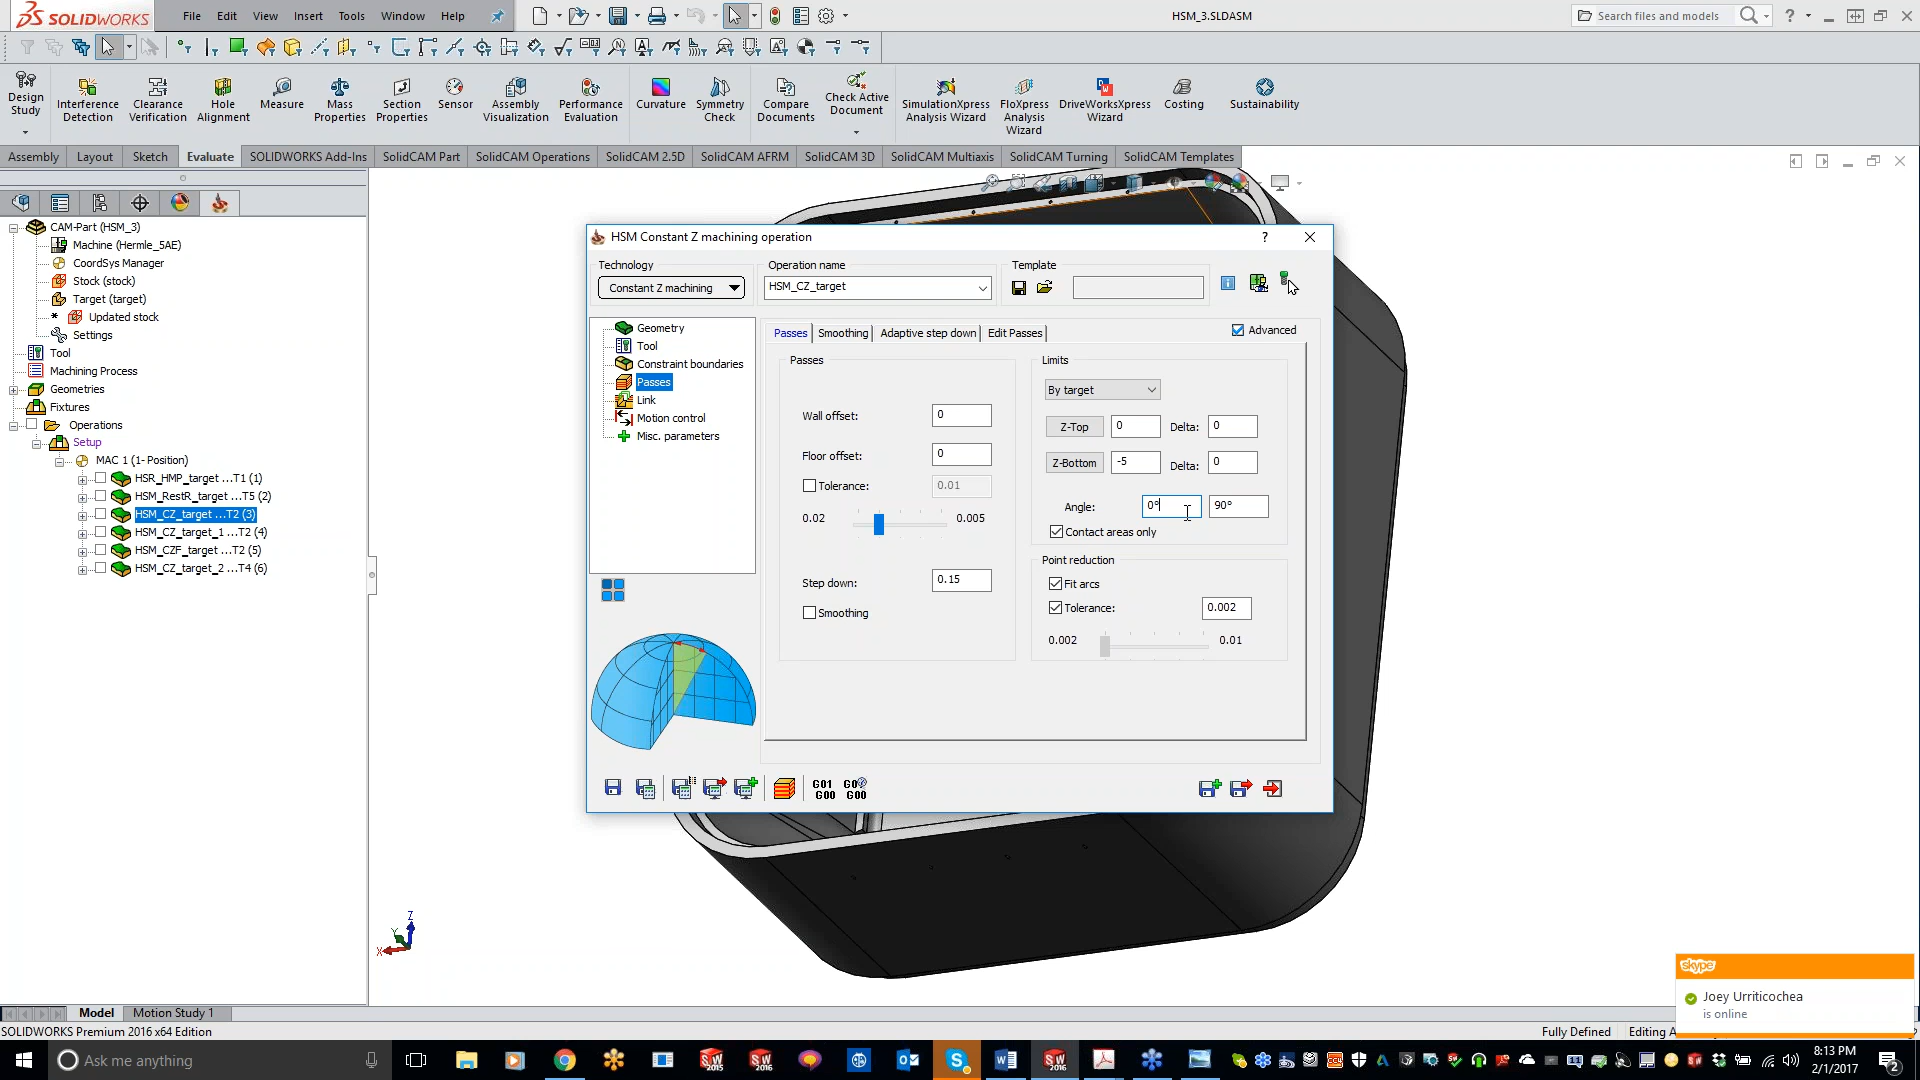 SOLIDWORKS File Edit View Insert Tools Window Help HSM_3.SLDASM Search files and models
Design Study
Interference Detection
Clearance Verification
Hole Alignment
Measure
Mass Properties
Section Properties
Sensor
Assembly Visualization
Performance Evaluation
Curvature
Symmetry Check
Compare Documents
Check Active Document
SimulationXpress Analysis Wizard
FloXpress Analysis Wizard
DriveWorksXpress Wizard
Costing
Sustainability
Assembly Layout Sketch Evaluate SOLIDWORKS Add-Ins SolidCAM Part SolidCAM Operations SolidCAM 2.5D SolidCAM AFRM SolidCAM 3D SolidCAM Multiaxis SolidCAM Turning SolidCAM Templates
CAM-Part (HSM_3)
Machine (Hermle_5AE)
CoordSys Manager
Stock (stock)
Target (target)
* Updated stock
Settings
Tool
Machining Process
Geometries
Fixtures
Operations
Setup
MAC 1 (1- Position)
HSR_HMP_target ...T1 (1)
HSM_RestR_target ...T5 (2)
HSM_CZ_target ...T2 (3)
HSM_CZ_target_1 ...T2 (4)
HSM_CZF_target ...T2 (5)
HSM_CZ_target_2 ...T4 (6)
HSM Constant Z machining operation ?
Technology Operation name Template
Constant Z machining HSM_CZ_target
Geometry
Tool
Constraint boundaries
Passes
Link
Motion control
Misc. parameters
Passes Smoothing Adaptive step down Edit Passes Advanced
Passes
Wall offset: 0
Floor offset: 0
Tolerance: 0.01
0.02 0.005
Step down: 0.15
Smoothing
Limits
By target
Z-Top 0 Delta: 0
Z-Bottom -5 Delta: 0
Angle: 0° 90°
Contact areas only
Point reduction
Fit arcs
Tolerance: 0.002
0.002 0.01
G01 G00
G0 G00
Z
Y
X
skype
Joey Urriticochea
is online
Model Motion Study 1
SOLIDWORKS Premium 2016 x64 Edition Fully Defined Editing A
Ask me anything
2015
2016
2016
8:13 PM
2/1/2017
2